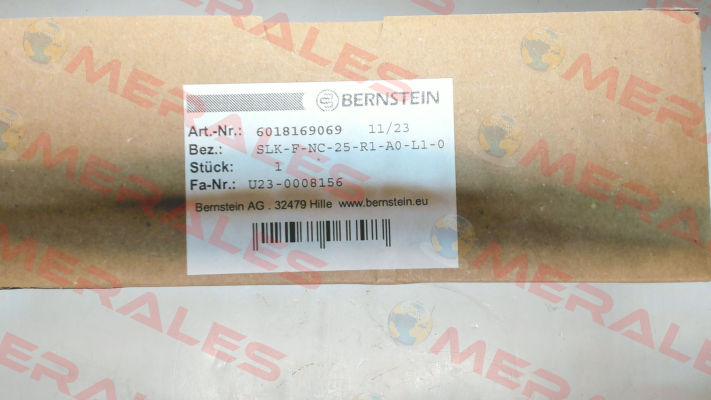 BERNSTEIN
Art.-Nr.: 6018169069 11/23
Bez.: SLK-F-NC-25-R1-A0-L1-0
Stück: 1
Fa-Nr.: U23-0008156
Bernstein AG . 32479 Hille www.bernstein.eu
MERALES
MERALES
MERALES
MERALES
MERALES